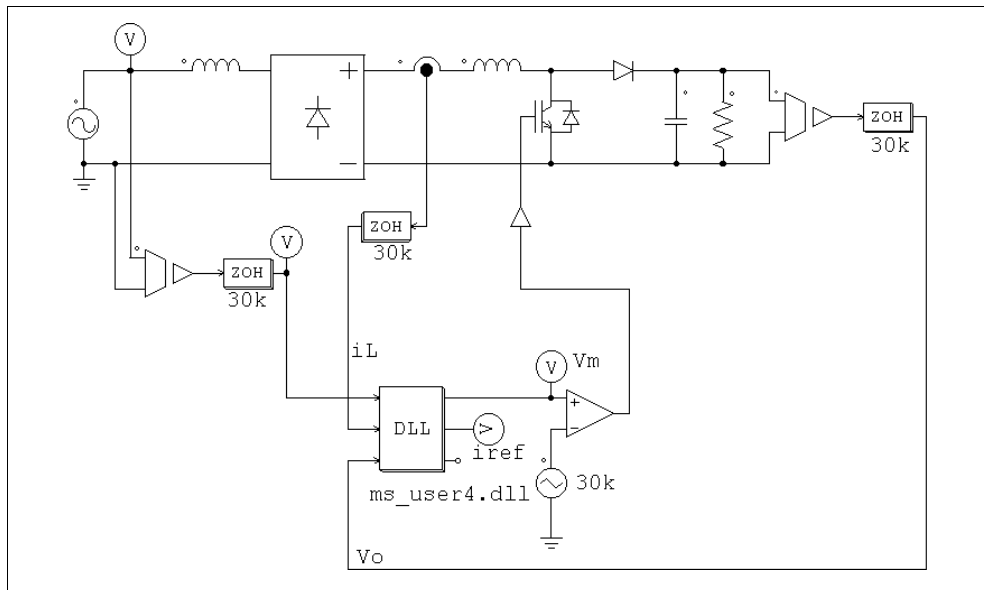 V
ZOH
30k
ZOH
30k
V
ZOH
30k
iL
V
Vm
DLL
V
iref
30k
ms_user4.dll
Vo